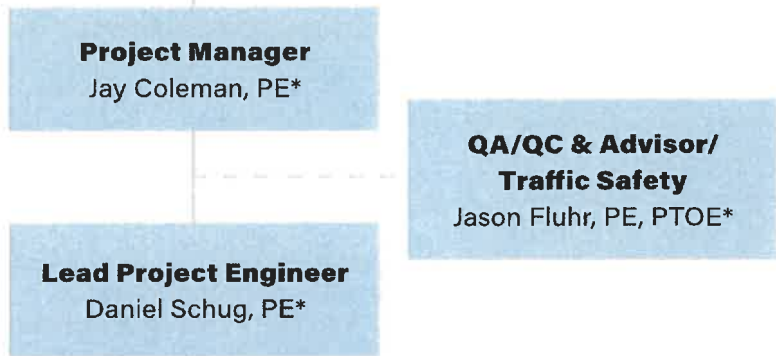 Project Manager
Jay Coleman, PE*
QA/QC & Advisor/
Traffic Safety
Jason Fluhr, PE, PTOE*
Lead Project Engineer
Daniel Schug, PE*